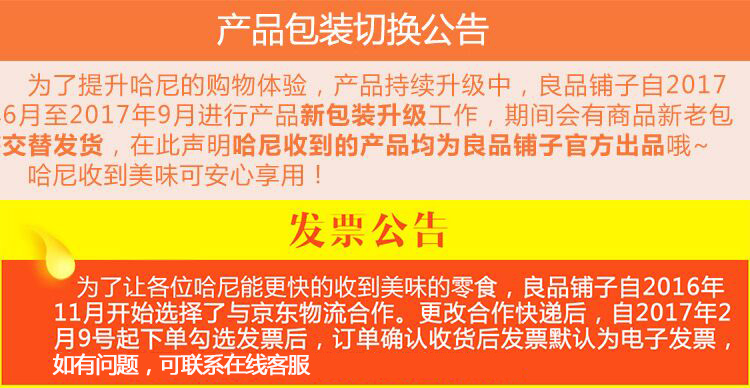 产品包装切换公告
为了提升哈尼的购物体验，产品持续升级中，良品铺子自2017
年6月至2017年9月进行产品新包装升级工作，期间会有商品新老包
交替发货，在此声明哈尼收到的产品均为良品铺子官方出品哦~
哈尼收到美味可安心享用！
发票公告
为了让各位哈尼能更快的收到美味的零食，良品铺子自2016年
11月开始选择了与京东物流合作。更改合作快递后，自2017年2
月9号起下单勾选发票后，订单确认收货后发票默认为电子发票，
如有问题，可联系在线客服